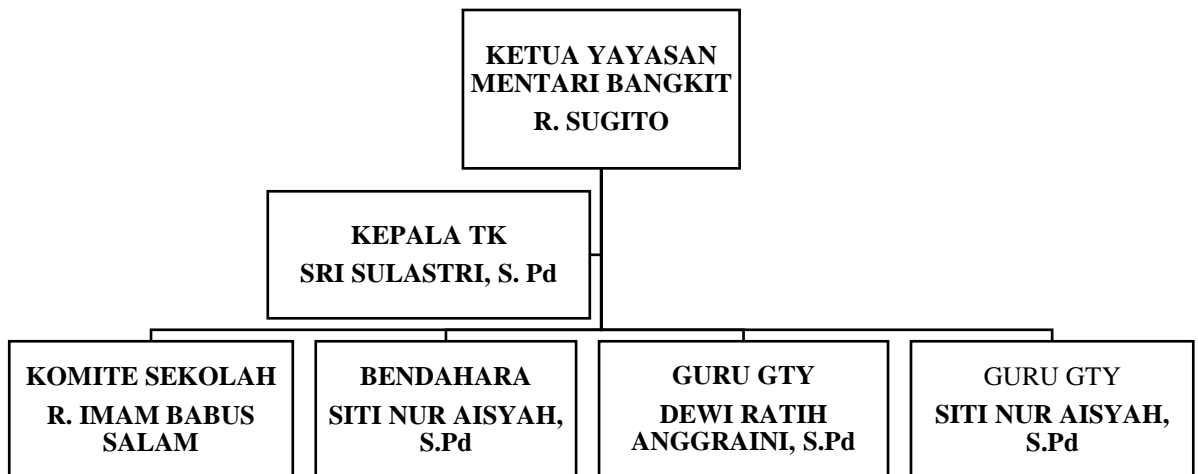 KETUA YAYASAN
MENTARI BANGKIT
R. SUGITO
KEPALA TK
SRI SULASTRI, S. Pd
KOMITE SEKOLAH
R. IMAM BABUS
SALAM
BENDAHARA
SITI NUR AISYAH,
S.Pd
GURU GTY
DEWI RATIH
ANGGRAINI, S.Pd
GURU GTY
SITI NUR AISYAH,
S.Pd